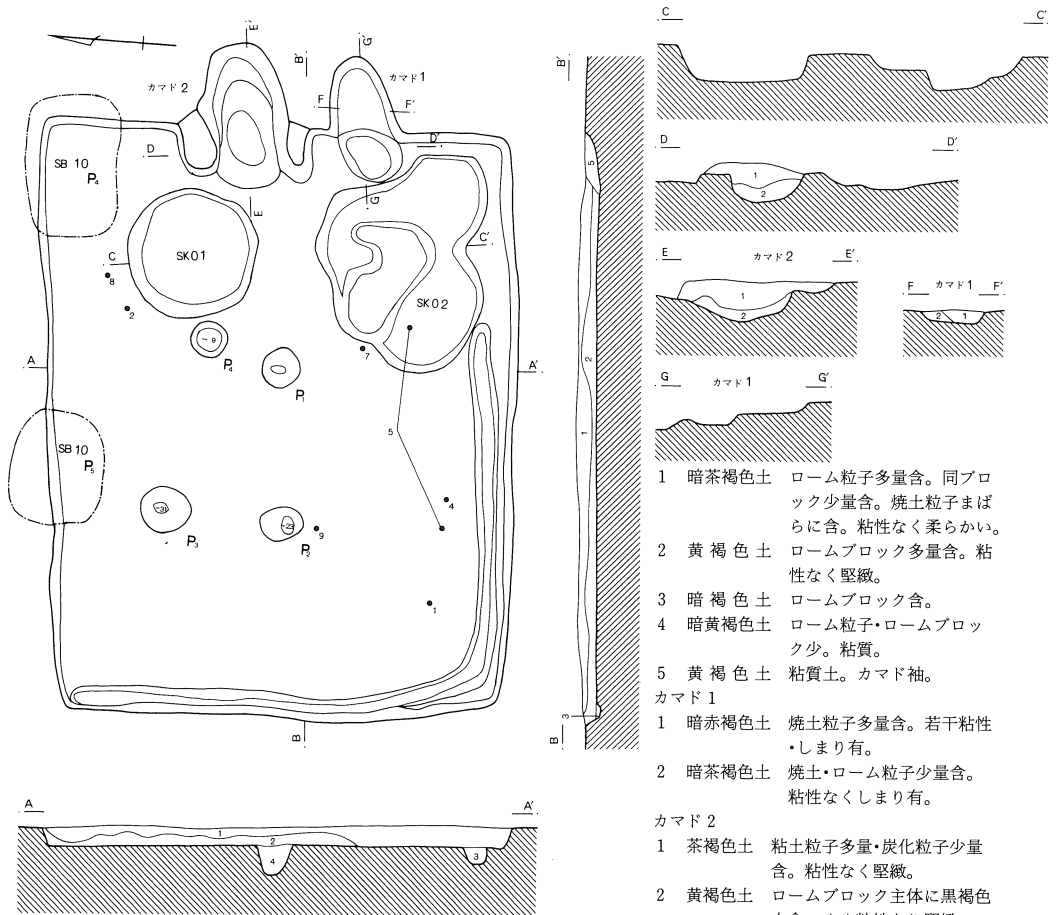 E′
G′
B′
カマド2
カマド1
F
F′
D
D′
SB 10
P4
E
G
C
C′
SK01
SK02
8
2
-9
P4
7
P1
A
A′
5
SB 10
P5
4
P3
-23
P2
9
1
B
B′
5
2
1
3
B
A
A′
1
2
4
3
C
C′
D
D′
1
2
E
カマド2
E′
1
2
F
カマド1
F′
2
1
G
カマド1
G′
1 暗茶褐色土 ローム粒子多量含。同ブロ
ック少量含。焼土粒子まば
らに含。粘性なく柔らかい。
2 黄褐色土 ロームブロック多量含。粘
性なく堅緻。
3 暗褐色土 ロームブロック含。
4 暗黄褐色土 ローム粒子・ロームブロッ
ク少。粘質。
5 黄褐色土 粘質土。カマド袖。
カマド1
1 暗赤褐色土 焼土粒子多量含。若干粘性
・しまり有。
2 暗茶褐色土 焼土・ローム粒子少量含。
粘性なくしまり有。
カマド2
1 茶褐色土 粘土粒子多量・炭化粒子少量
含。粘性なく堅緻。
2 黄褐色土 ロームブロック主体に黒褐色